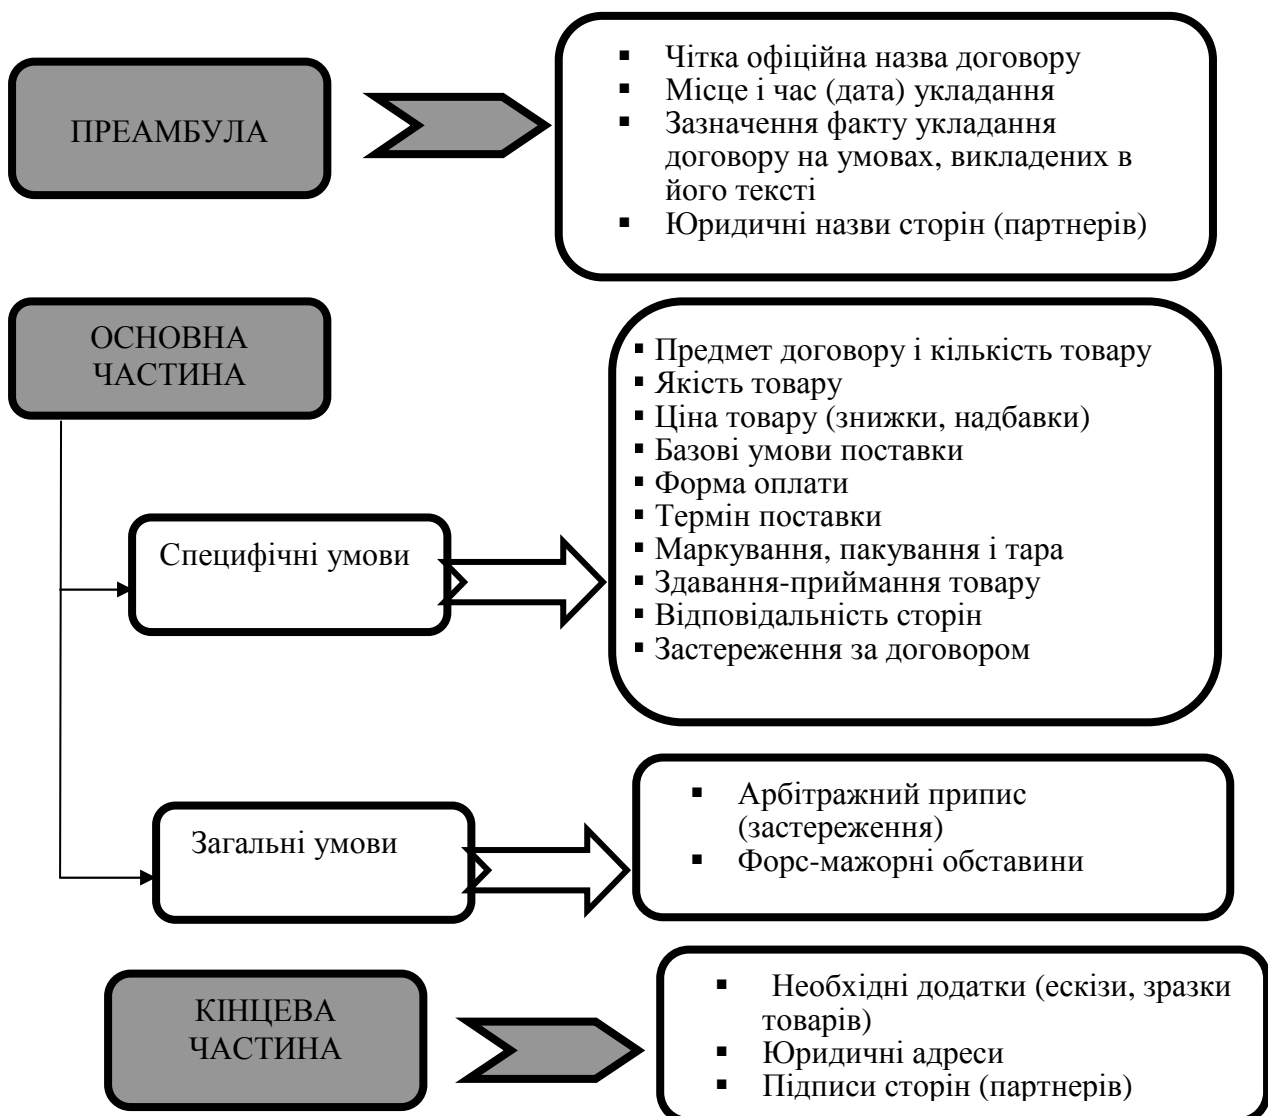 ПРЕАМБУЛА
▪ Чітка офіційна назва договору
▪ Місце і час (дата) укладання
▪ Зазначення факту укладання
договору на умовах, викладених в
його тексті
▪ Юридичні назви сторін (партнерів)
ОСНОВНА
ЧАСТИНА
Специфічні умови
▪ Предмет договору і кількість товару
▪ Якість товару
▪ Ціна товару (знижки, надбавки)
▪ Базові умови поставки
▪ Форма оплати
▪ Термін поставки
▪ Маркування, пакування і тара
▪ Здавання-приймання товару
▪ Відповідальність сторін
▪ Застереження за договором
Загальні умови
▪ Арбітражний припис
(застереження)
▪ Форс-мажорні обставини
КІНЦЕВА
ЧАСТИНА
▪ Необхідні додатки (ескізи, зразки
товарів)
▪ Юридичні адреси
▪ Підписи сторін (партнерів)